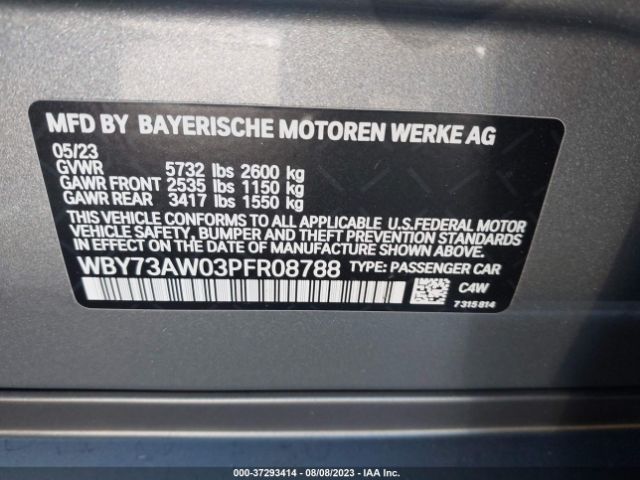 MFD BY BAYERISCHE MOTOREN WERKE AG
05/23
GVWR 5732 lbs 2600 kg
GAWR FRONT 2535 lbs 1150 kg
GAWR REAR 3417 lbs 1550 kg
THIS VEHICLE CONFORMS TO ALL APPLICABLE U.S.FEDERAL MOTOR
VEHICLE SAFETY, BUMPER AND THEFT PREVENTION STANDARDS
IN EFFECT ON THE DATE OF MANUFACTURE SHOWN ABOVE.
WBY73AW03PFR08788 TYPE: PASSENGER CAR
C4W
7315814
© - 37293414 - 08/08/2023 - IAA Inc.